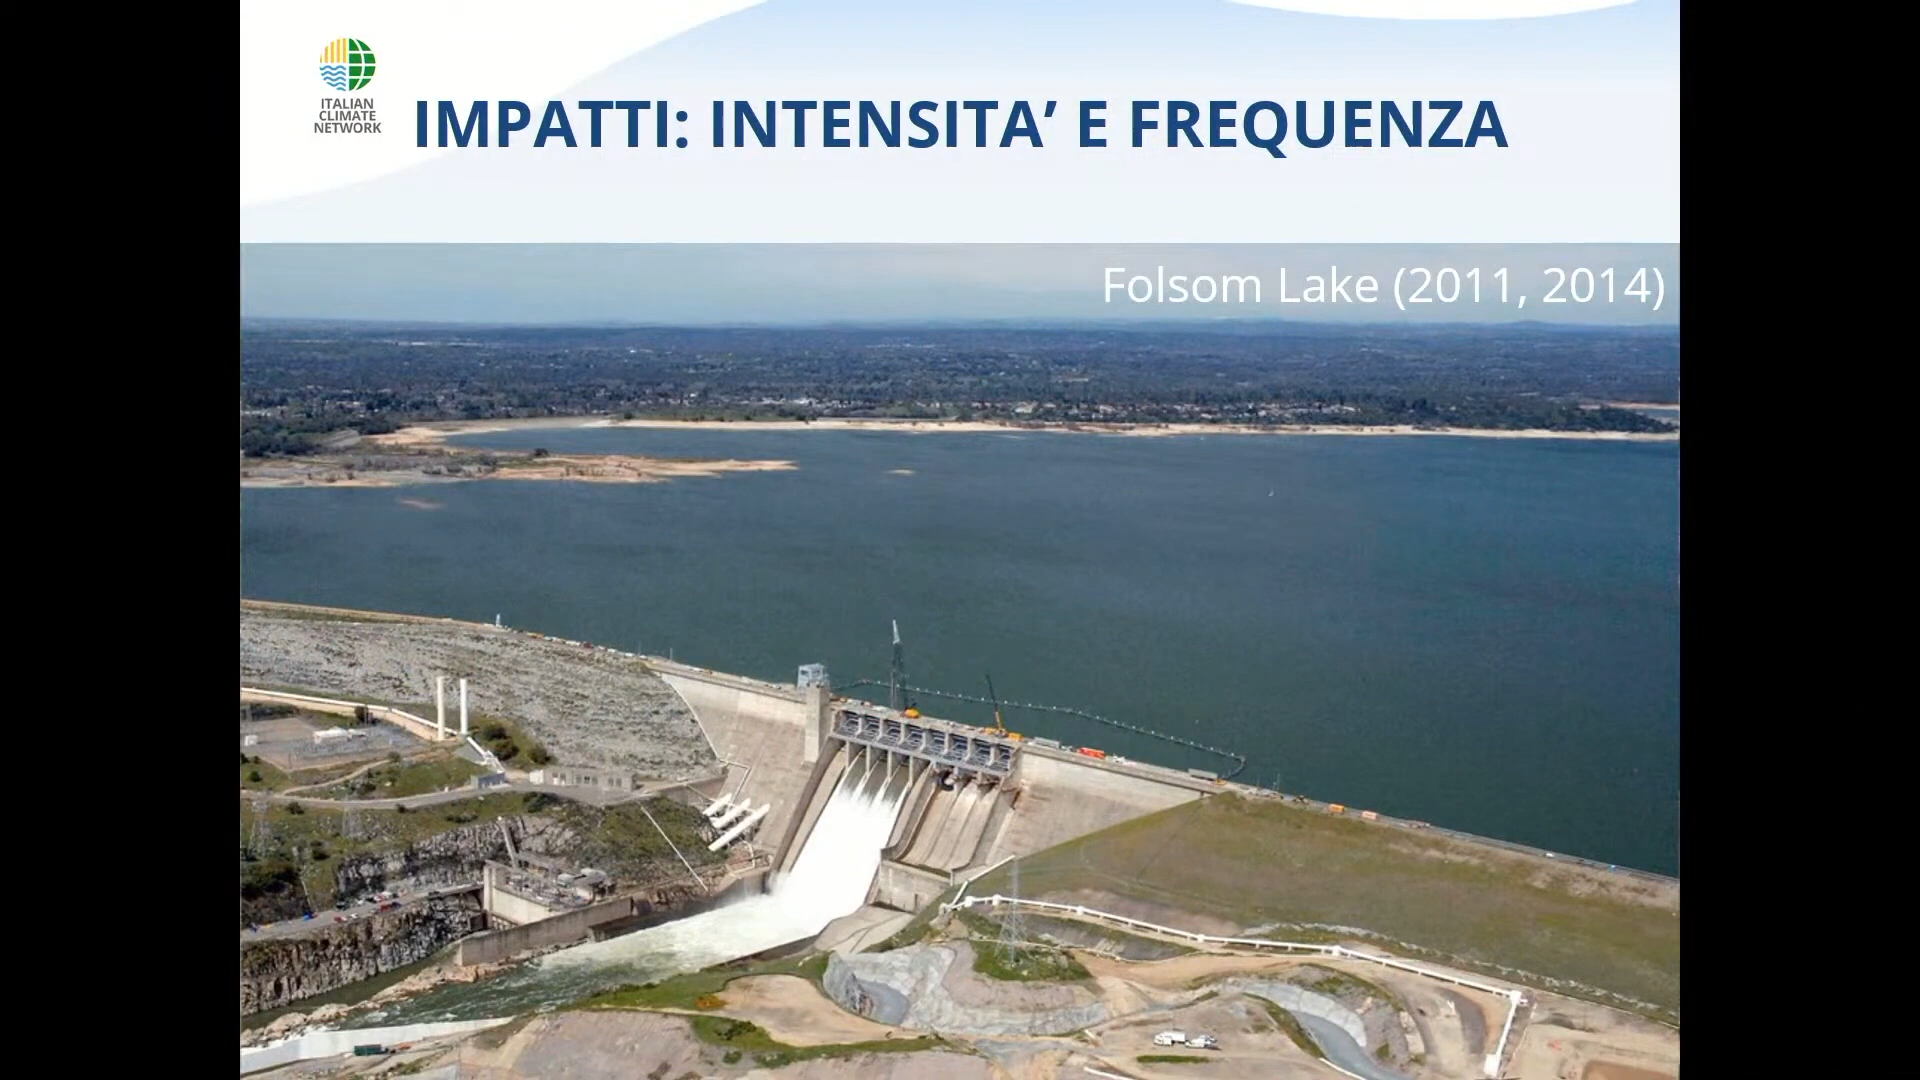 ITALIAN
CLIMATE
NETWORK
IMPATTI: INTENSITA’ E FREQUENZA
Folsom Lake (2011, 2014)